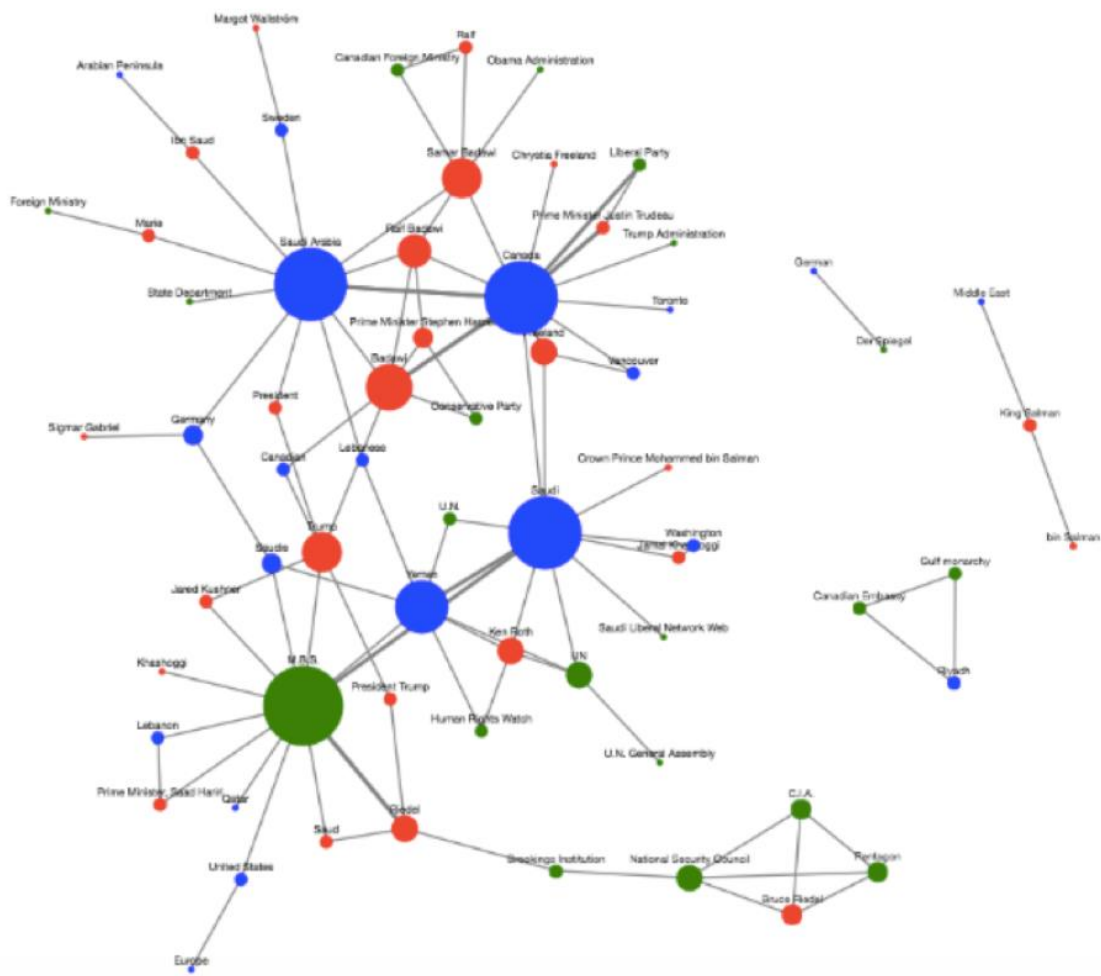 Margot Wallström
Ralf
Canadian Foreign Ministry
Obama Administration
Arabian Peninsula
Sweden
Ibn Saud
Samar Badawi
Chrystia Freeland
Liberal Party
Foreign Ministry
Maria
Prime Minister Justin Trudeau
Raif Badawi
Trump Administration
Saudi Arabia
Canada
German
State Department
Toronto
Middle East
Prime Minister Stephen
Der Spiegel
Badawi
Vancouver
President
Conservative Party
Sigmar Gabriel
Germany
King Salman
Canadian
Lebanese
Crown Prince Mohammed bin Salman
Saudi
U.N.
Trump
Washington
bin Salman
Saudis
Jamal Khashoggi
Gulf monarchy
Yemen
Jared Kushner
Canadian Embassy
Saudi Liberal Network Web
Ken Roth
Khashoggi
M.B.S.
UN
Riyadh
President Trump
Lebanon
Human Rights Watch
U.N. General Assembly
Prime Minister, Saad Hariri
Qatar
C.I.A.
Saud
Riedel
United States
Brookings Institution
National Security Council
Pentagon
Bruce Riedel
Europe